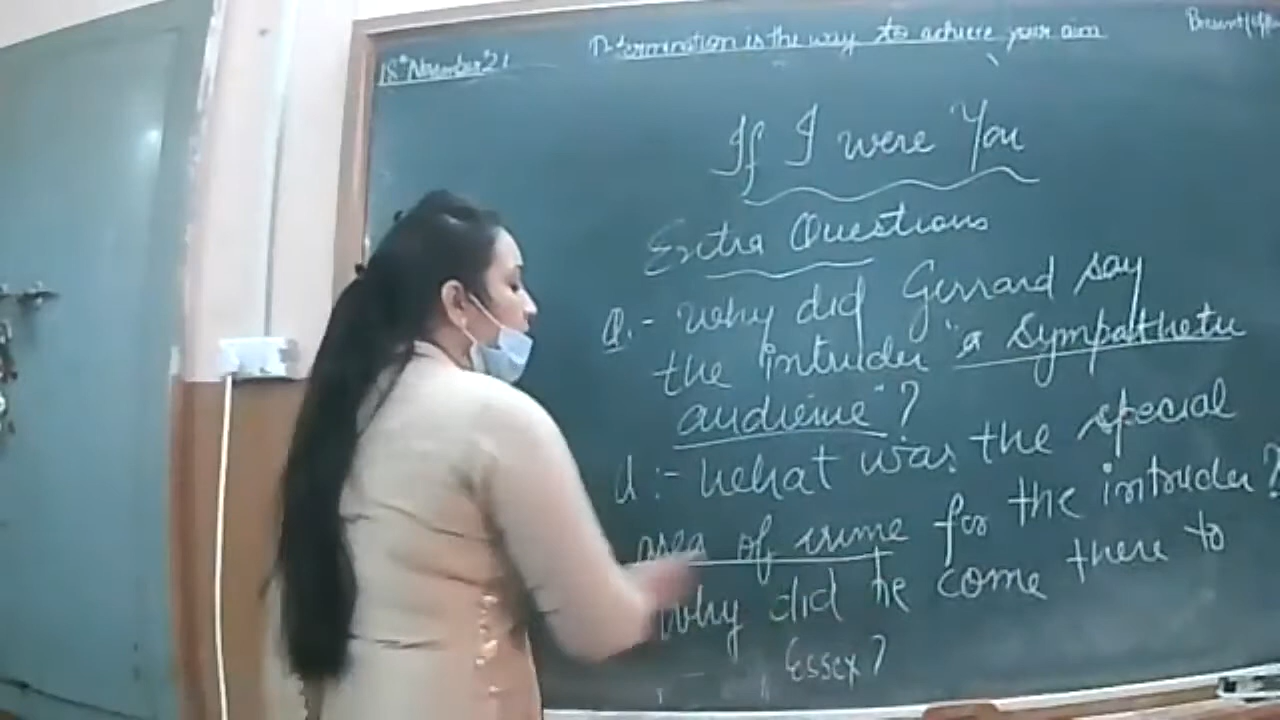 18th November'21
Determination is the way to achieve your aim
If I were You
Extra Questions
Q.- Why did Gerrard say
the intruder "a sympathetic
audience"?
Q:- What was the special
area of crime for the intruder?
Why did he come there to
Essex?